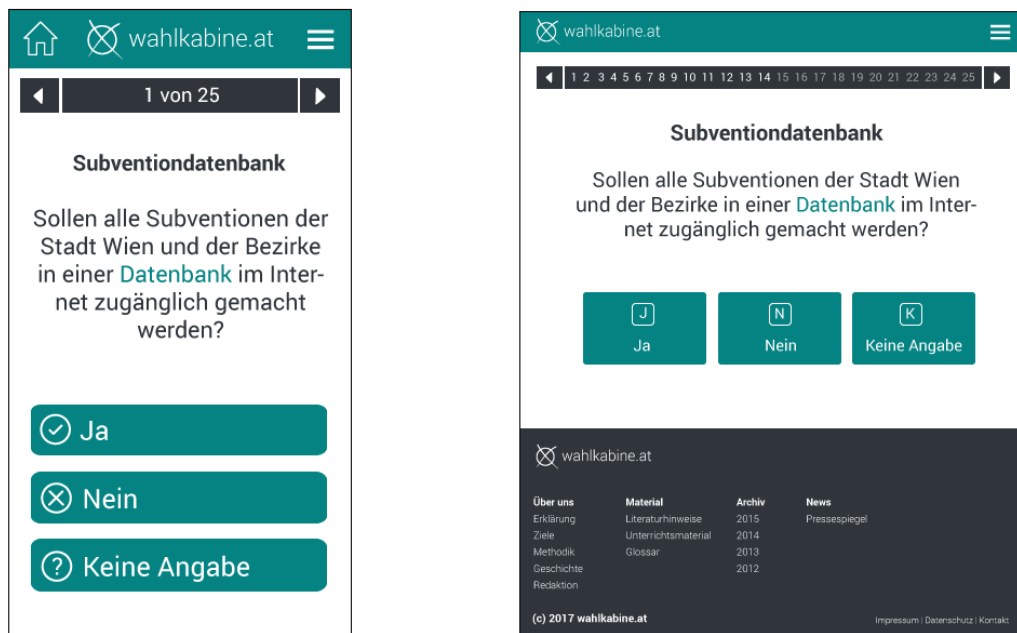 wahlkabine.at
1 von 25
Subventiondatenbank
Sollen alle Subventionen der
Stadt Wien und der Bezirke
in einer Datenbank im Inter-
net zugänglich gemacht
werden?
Ja
Nein
Keine Angabe
wahlkabine.at
1 2 3 4 5 6 7 8 9 10 11 12 13 14 15 16 17 18 19 20 21 22 23 24 25
Subventiondatenbank
Sollen alle Subventionen der Stadt Wien
und der Bezirke in einer Datenbank im Inter-
net zugänglich gemacht werden?
J N K
Ja Nein Keine Angabe
wahlkabine.at
Über uns Material Archiv News
Erklärung Literaturhinweise 2015 Pressespiegel
Ziele Unterrichtsmaterial 2014
Methodik Glossar 2013
Geschichte 2012
Redaktion
(c) 2017 wahlkabine.at Impressum | Datenschutz | Kontakt